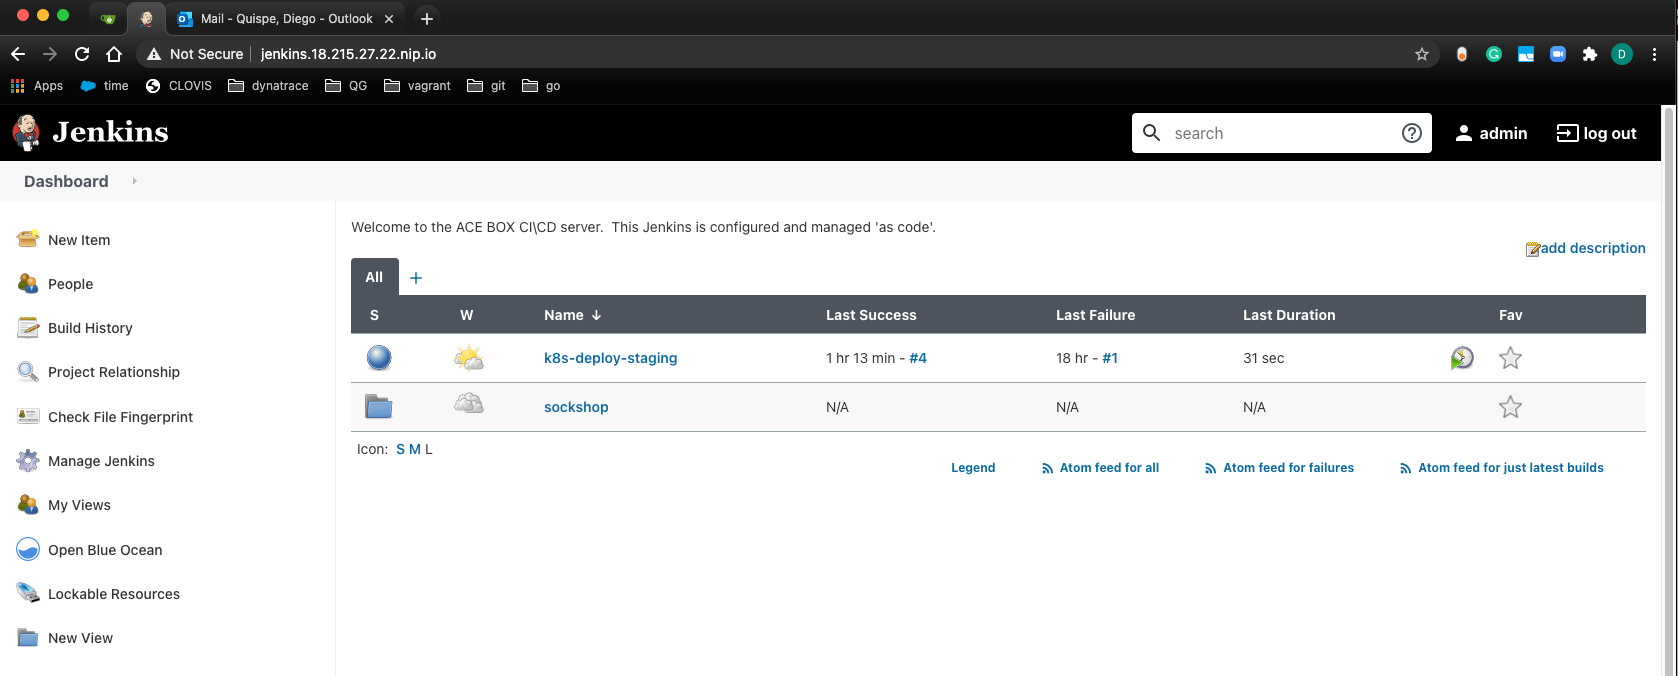 Mail - Quispe, Diego - Outlook
Not Secure jenkins.18.215.27.22.nip.io
D
Apps time CLOVIS dynatrace QG vagrant git go
Jenkins search admin log out
Dashboard
New Item
People
Build History
Project Relationship
Check File Fingerprint
Manage Jenkins
My Views
Open Blue Ocean
Lockable Resources
New View
Welcome to the ACE BOX CI\CD server. This Jenkins is configured and managed 'as code'.
add description
All +
S W Name ↓ Last Success Last Failure Last Duration Fav
k8s-deploy-staging 1 hr 13 min - #4 18 hr - #1 31 sec
sockshop N/A N/A N/A
Icon: S M L
Legend Atom feed for all Atom feed for failures Atom feed for just latest builds